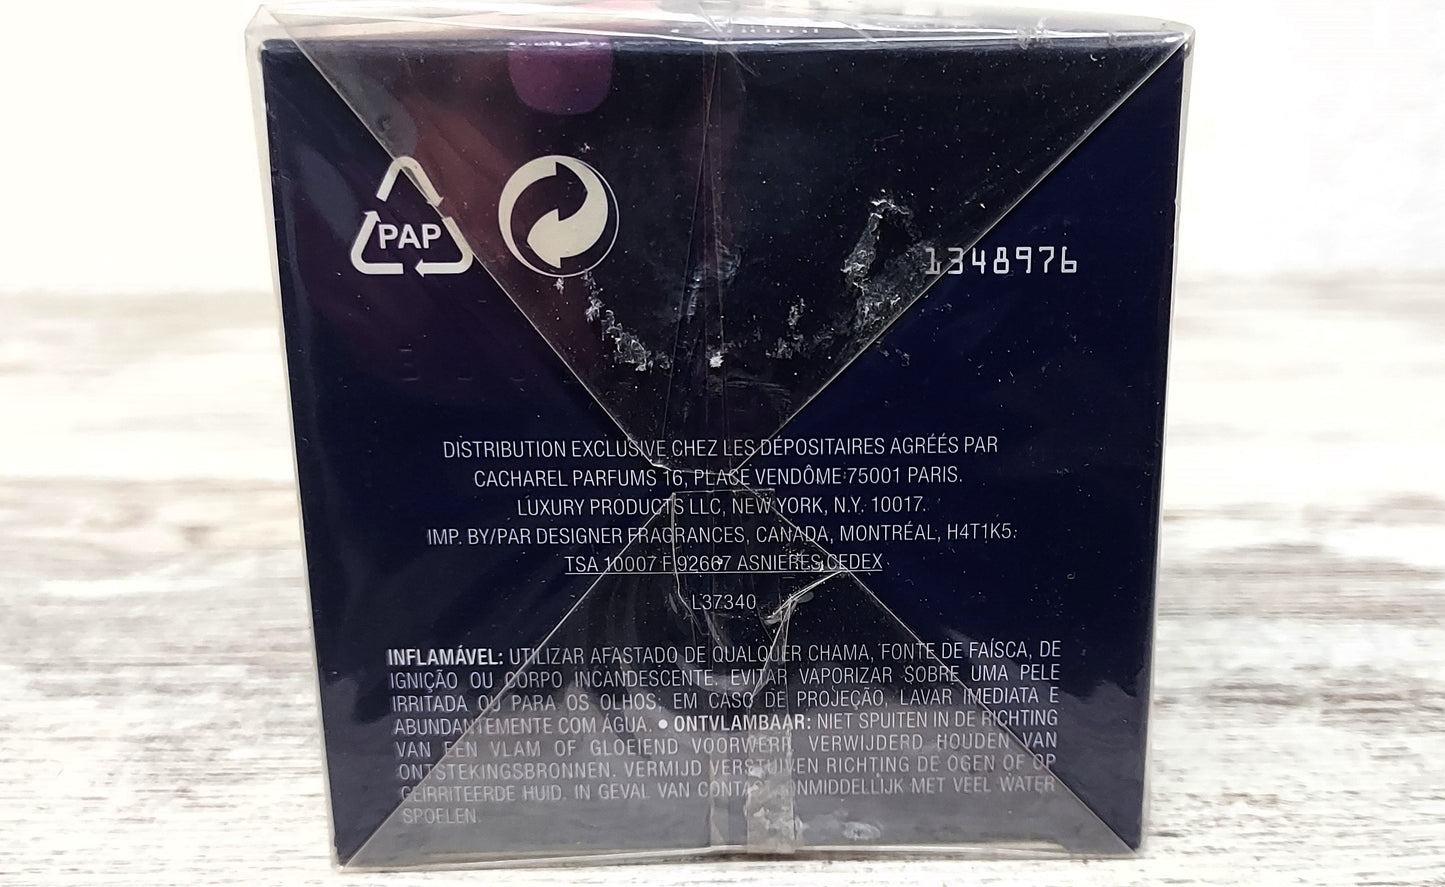 PAP
1348976
DISTRIBUTION EXCLUSIVE CHEZ LES DÉPOSITAIRES AGRÉÉS PAR
CACHAREL PARFUMS 16, PLACE VENDÔME 75001 PARIS.
LUXURY PRODUCTS LLC, NEW YORK, N.Y. 10017.
IMP. BY/PAR DESIGNER FRAGRANCES, CANADA, MONTRÉAL, H4T1K5.
TSA 10007 F 92667 ASNIERES CEDEX
L37340
INFLAMÁVEL: UTILIZAR AFASTADO DE QUALQUER CHAMA, FONTE DE FAÍSCA, DE
IGNIÇÃO OU CORPO INCANDESCENTE. EVITAR VAPORIZAR SOBRE UMA PELE
IRRITADA OU PARA OS OLHOS; EM CASO DE PROJEÇÃO, LAVAR IMEDIATA E
ABUNDANTEMENTE COM ÁGUA. • ONTVLAMBAAR: NIET SPUITEN IN DE RICHTING
VAN EEN VLAM OF GLOEIEND VOORWERP. VERWIJDERD HOUDEN VAN
ONTSTEKINGSBRONNEN. VERMIJD VERSTUIVEN RICHTING DE OGEN OF OP
GEÏRRITEERDE HUID. IN GEVAL VAN CONTACT ONMIDDELLIJK MET VEEL WATER
SPOELEN.